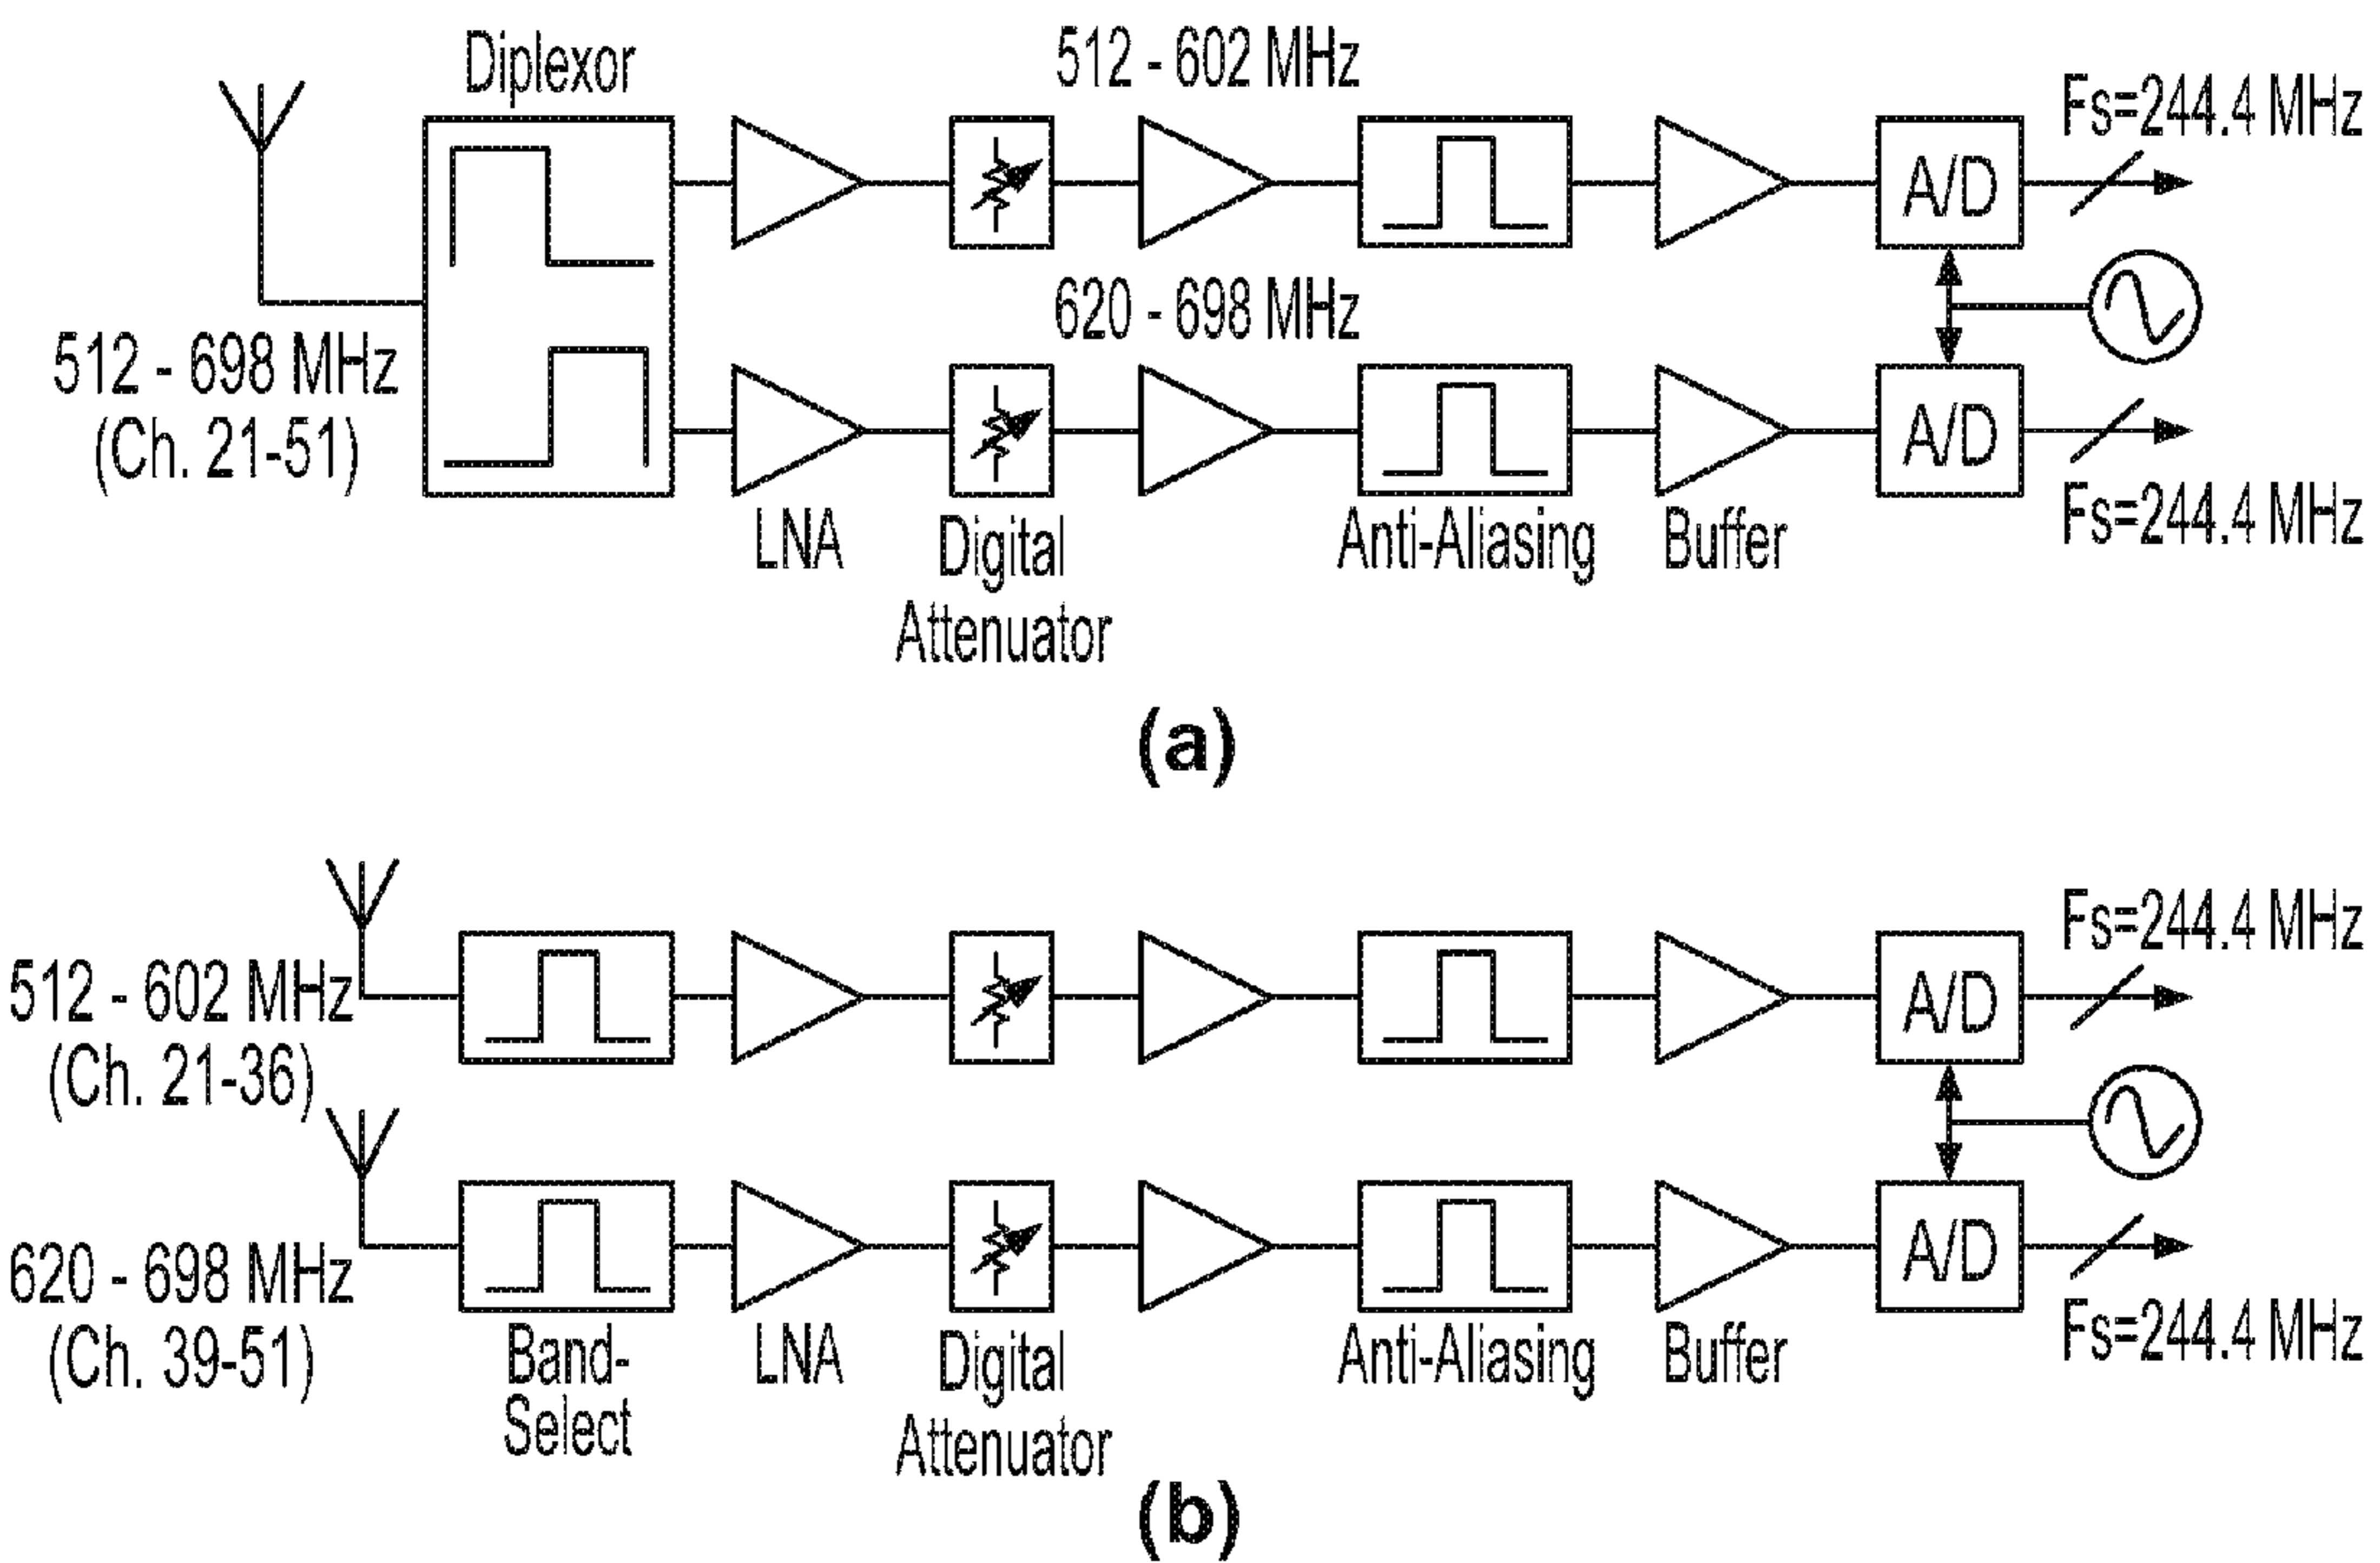 Diplexor
512 - 602 MHz
Fs=244.4 MHz
A/D
620 - 698 MHz
512 - 698 MHz
(Ch. 21-51)
A/D
Fs=244.4 MHz
LNA
Digital
Attenuator
Anti-Aliasing
Buffer
(a)
Fs=244.4 MHz
512 - 602 MHz
(Ch. 21-36)
A/D
620 - 698 MHz
(Ch. 39-51)
A/D
Fs=244.4 MHz
Band-
Select
LNA
Digital
Attenuator
Anti-Aliasing
Buffer
(b)